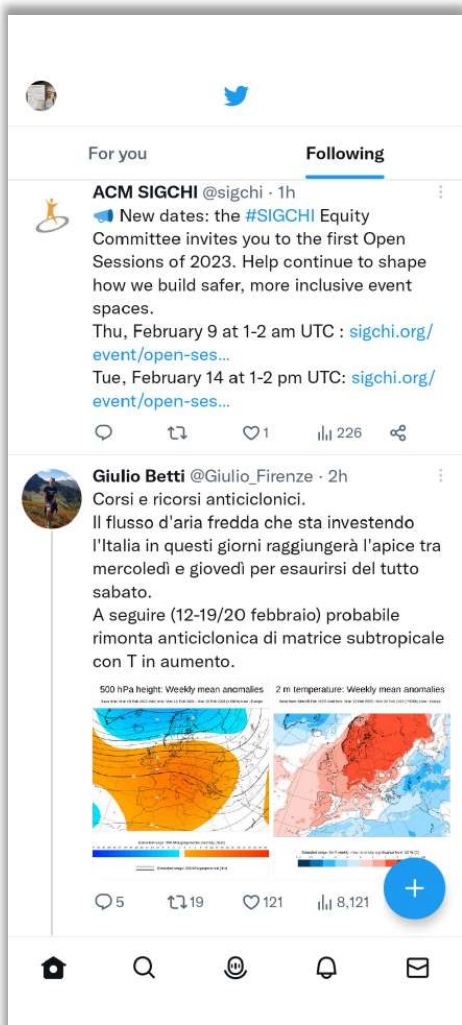 For you
Following
ACM SIGCHI @sigchi · 1h
📣 New dates: the #SIGCHI Equity
Committee invites you to the first Open
Sessions of 2023. Help continue to shape
how we build safer, more inclusive event
spaces.
Thu, February 9 at 1-2 am UTC : sigchi.org/
event/open-ses...
Tue, February 14 at 1-2 pm UTC: sigchi.org/
event/open-ses...
1
226
Giulio Betti @Giulio_Firenze · 2h
Corsi e ricorsi anticiclonici.
Il flusso d'aria fredda che sta investendo
l'Italia in questi giorni raggiungerà l'apice tra
mercoledì e giovedì per esaurirsi del tutto
sabato.
A seguire (12-19/20 febbraio) probabile
rimonta anticiclonica di matrice subtropicale
con T in aumento.
500 hPa height: Weekly mean anomalies
2 m temperature: Weekly mean anomalies
5
19
121
8,121